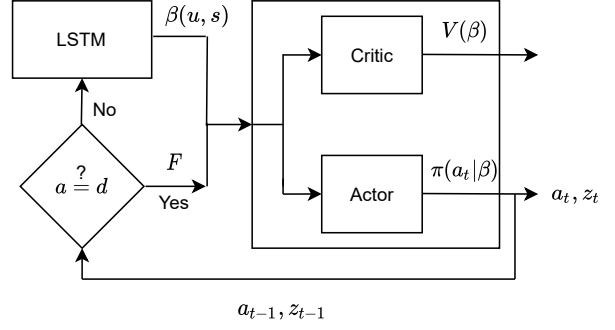 LSTM
β(u, s)
Critic
V(β)
No
a ≟ d
F
Yes
Actor
π(a_t|β)
a_t, z_t
a_{t−1}, z_{t−1}